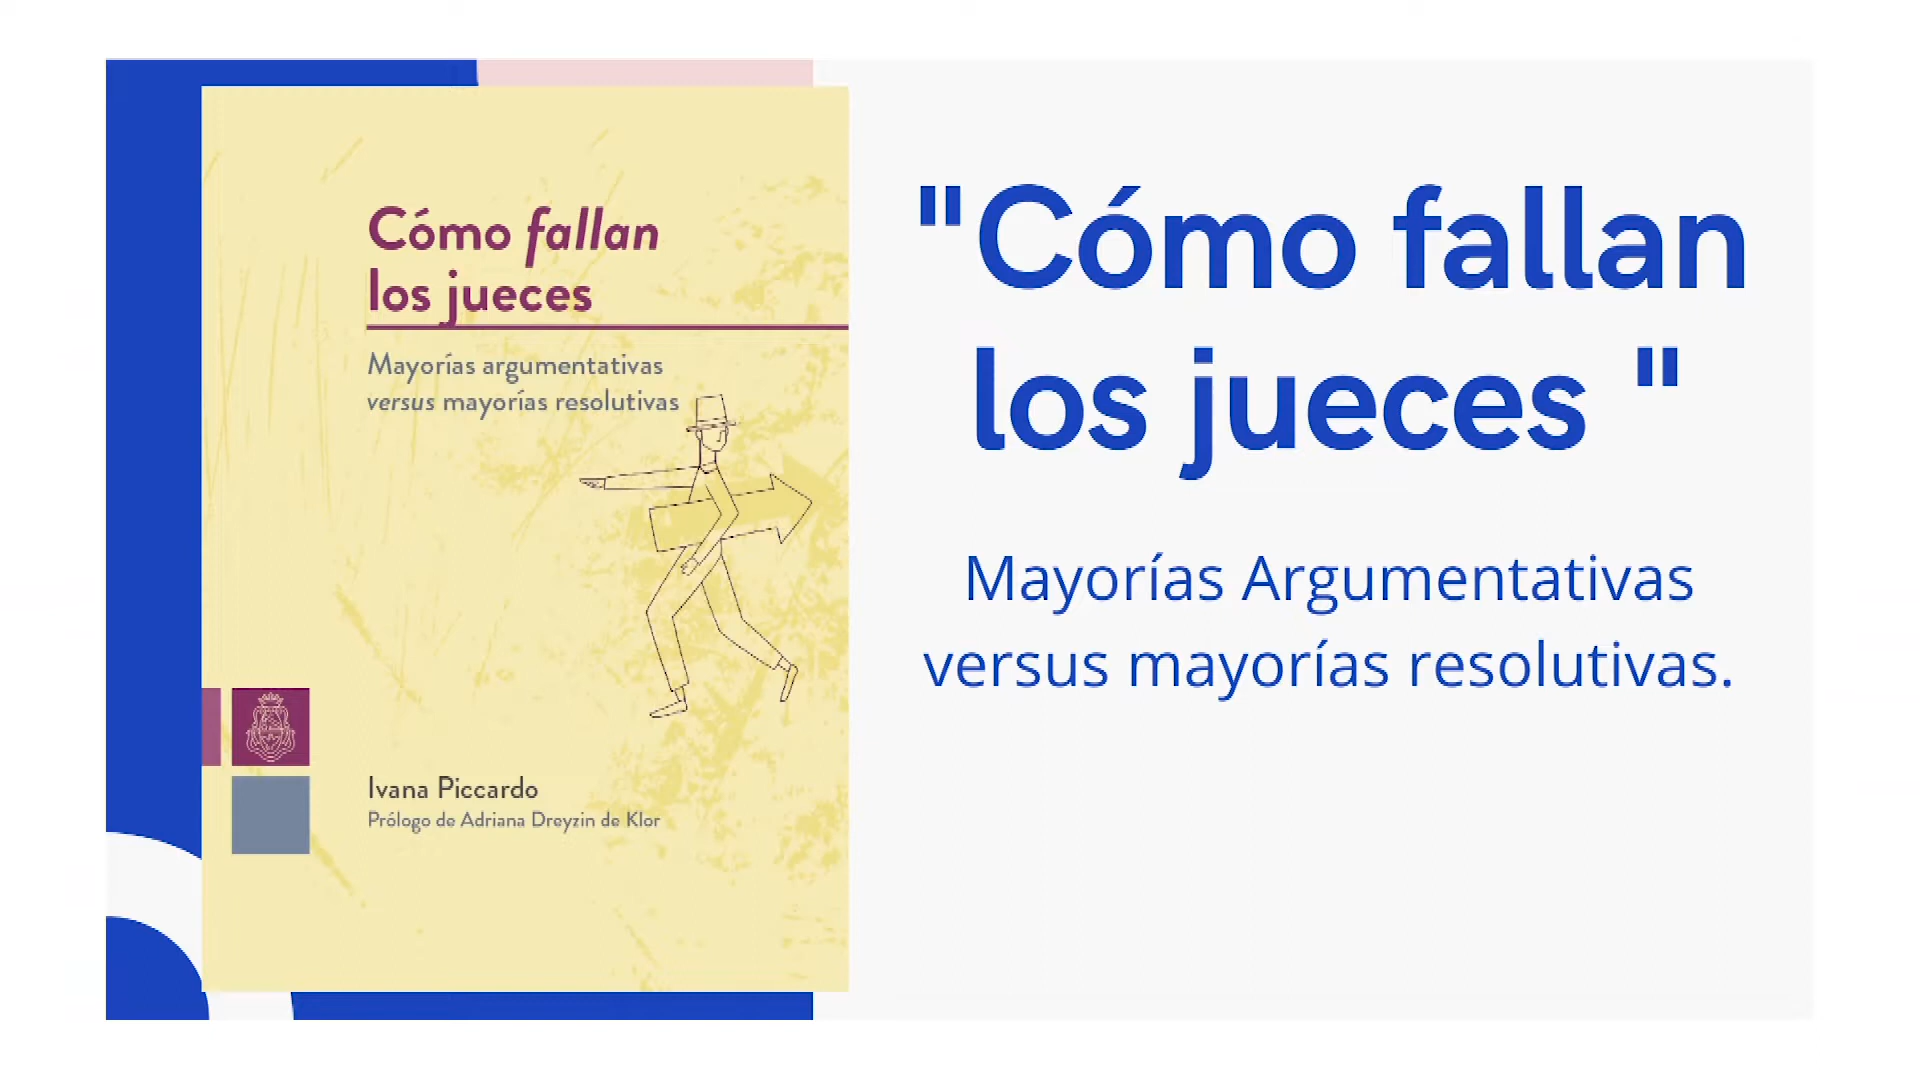 Cómo fallan
los jueces
Mayorías argumentativas
versus mayorías resolutivas
Ivana Piccardo
Prólogo de Adriana Dreyzin de Klor
"Cómo fallan
los jueces "
Mayorías Argumentativas
versus mayorías resolutivas.